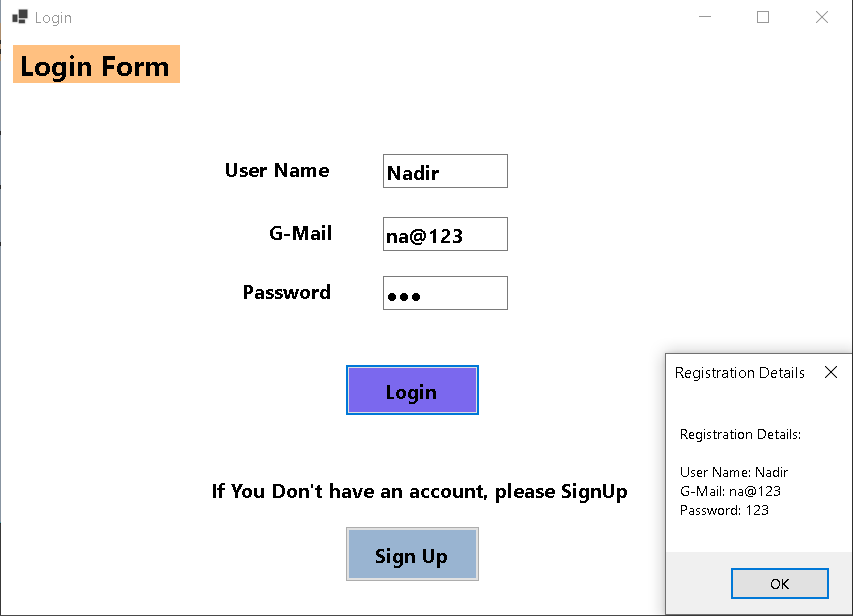 Login
Login Form
User Name
Nadir
G-Mail
na@123
Password
●●●
Login
If You Don't have an account, please SignUp
Sign Up
Registration Details
Registration Details:
User Name: Nadir
G-Mail: na@123
Password: 123
OK